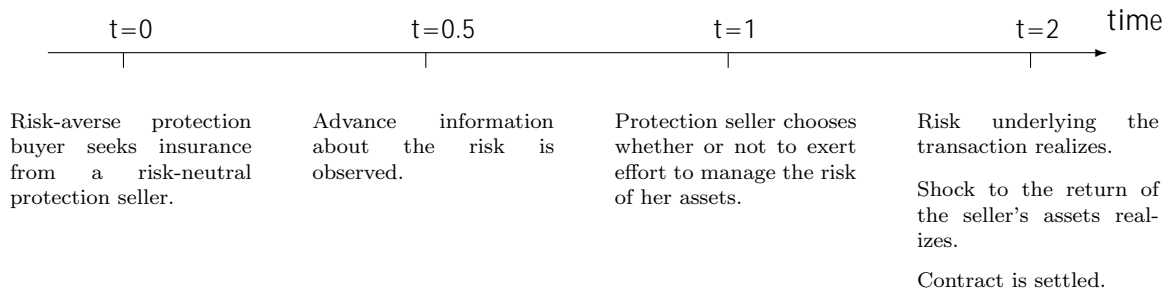 time
t=0
t=0.5
t=1
t=2
Risk-averse protection
buyer seeks insurance
from a risk-neutral
protection seller.
Advance information
about the risk is
observed.
Protection seller chooses
whether or not to exert
effort to manage the risk
of her assets.
Risk underlying the
transaction realizes.
Shock to the return of
the seller's assets real-
izes.
Contract is settled.